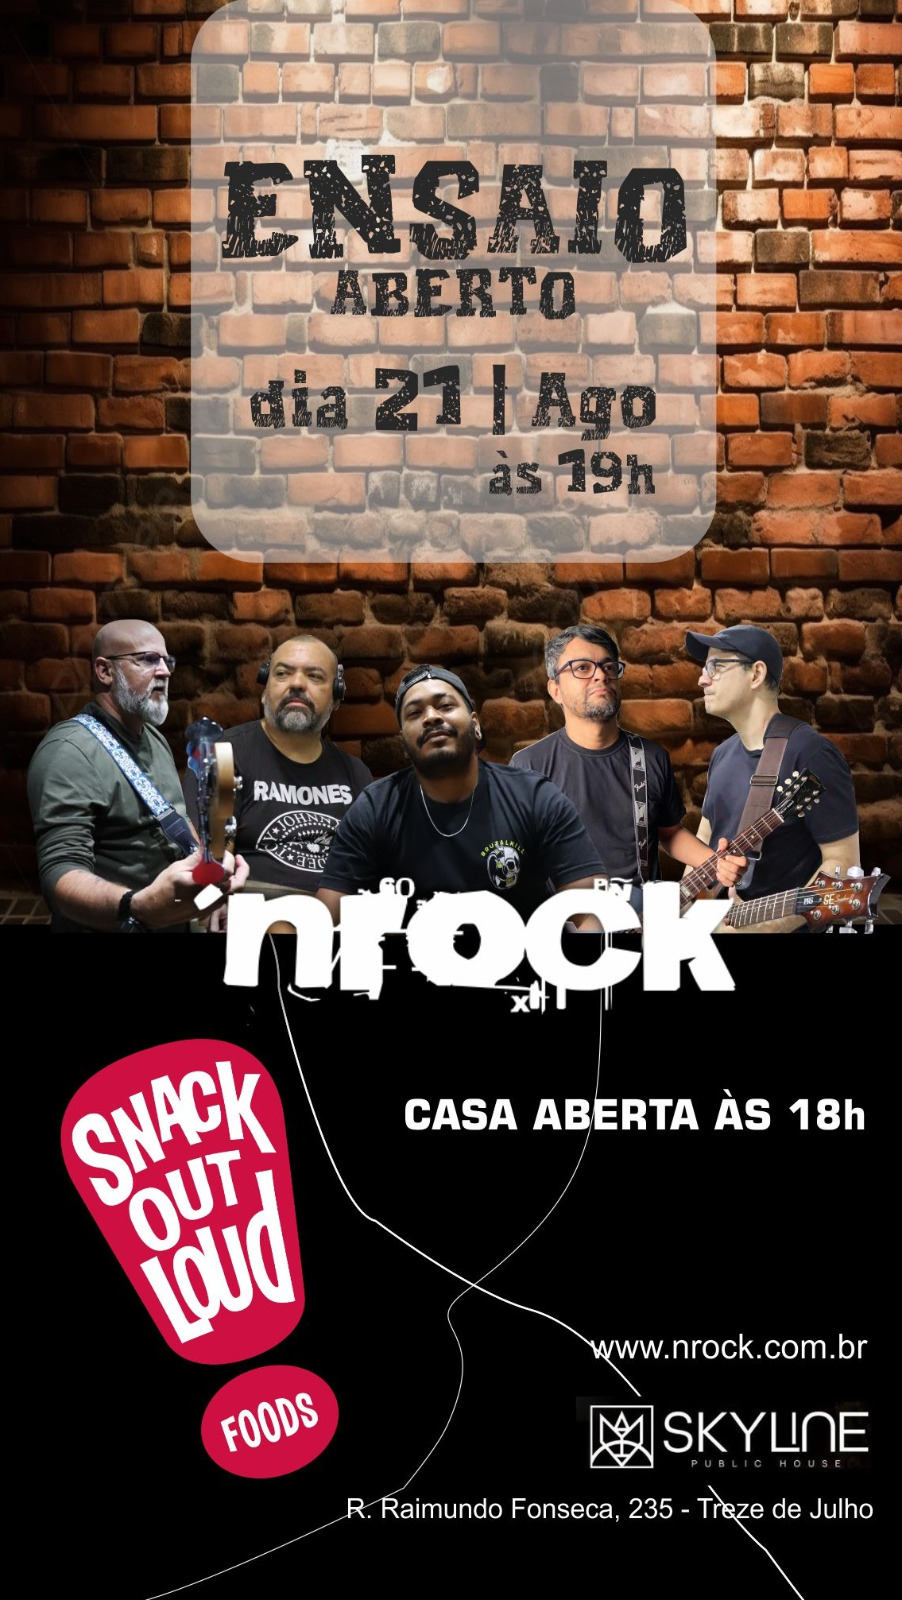 ENSAIO
ABERTO
dia 21 | Ago
às 19h
RAMONES
JOHNNY
nrock
CASA ABERTA ÀS 18h
SNACK
OUT
LOUD
FOODS
www.nrock.com.br
SKYLINE
PUBLIC HOUSE
R. Raimundo Fonseca, 235 - Treze de Julho